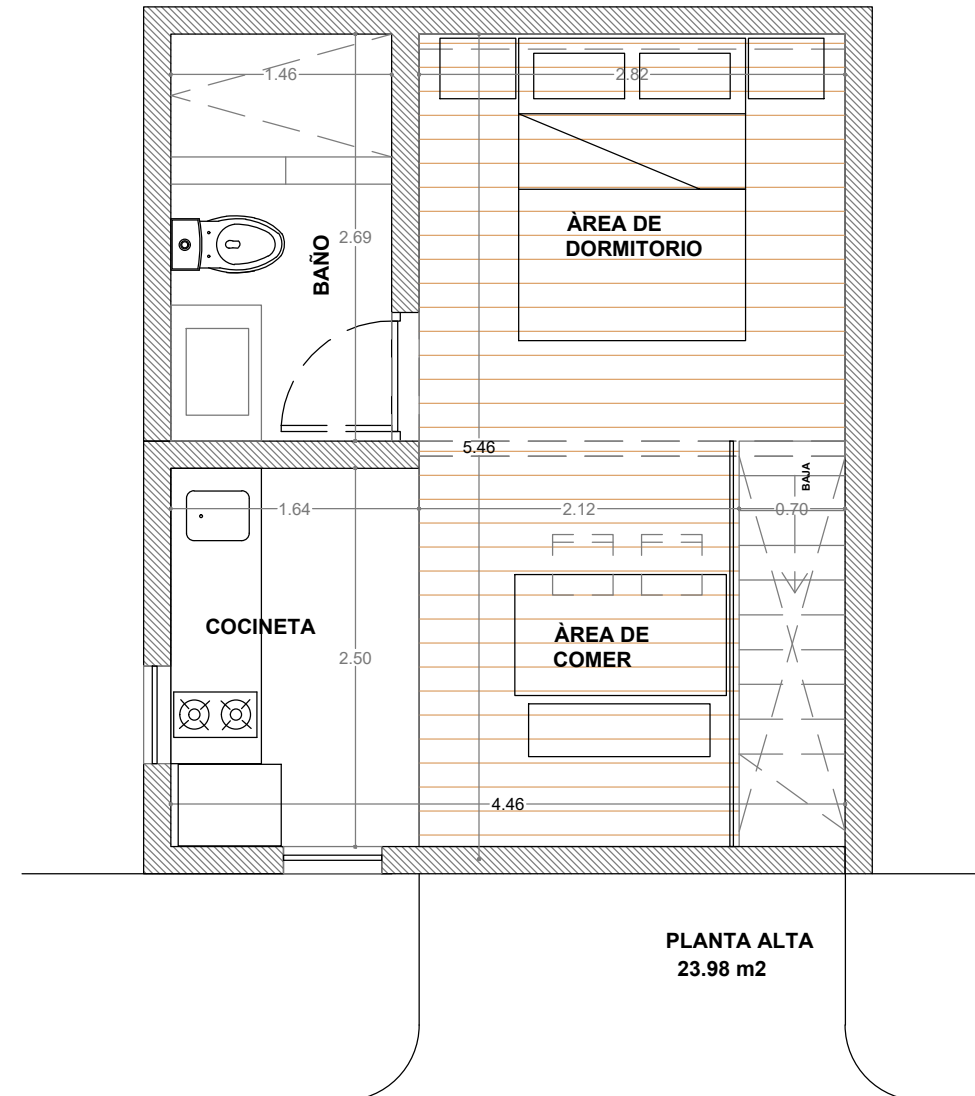 1.46
2.82
ÀREA DE
DORMITORIO
BAÑO
2.69
5.46
BAJA
1.64
2.12
0.70
COCINETA
ÀREA DE
COMER
2.50
4.46
PLANTA ALTA
23.98 m2